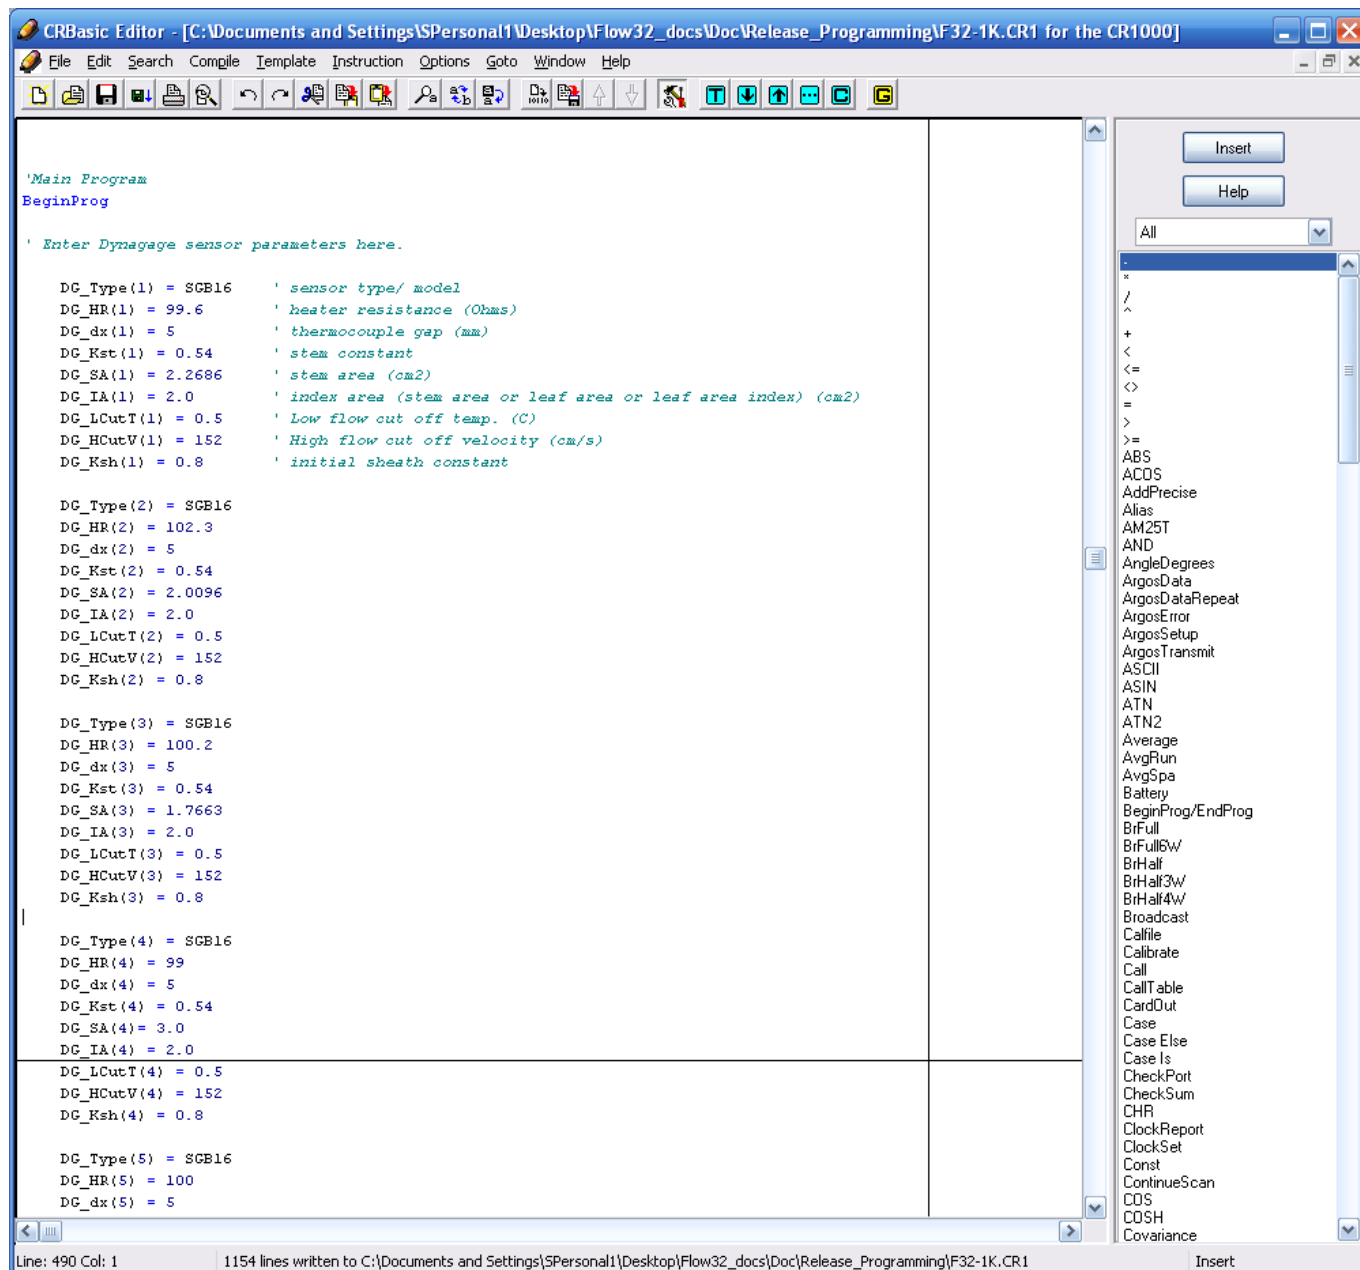 CRBasic Editor - [C:\Documents and Settings\SPersonal1\Desktop\Flow32_docs\Doc\Release_Programming\F32-1K.CR1 for the CR1000]
File Edit Search Compile Template Instruction Options Goto Window Help
'Main Program
BeginProg
' Enter Dynagage sensor parameters here.
DG_Type(1) = SGB16 ' sensor type/ model
DG_HR(1) = 99.6 ' heater resistance (Ohms)
DG_dx(1) = 5 ' thermocouple gap (mm)
DG_Kst(1) = 0.54 ' stem constant
DG_SA(1) = 2.2686 ' stem area (cm2)
DG_IA(1) = 2.0 ' index area (stem area or leaf area or leaf area index) (cm2)
DG_LCutT(1) = 0.5 ' Low flow cut off temp. (C)
DG_HCutV(1) = 152 ' High flow cut off velocity (cm/s)
DG_Ksh(1) = 0.8 ' initial sheath constant
DG_Type(2) = SGB16
DG_HR(2) = 102.3
DG_dx(2) = 5
DG_Kst(2) = 0.54
DG_SA(2) = 2.0096
DG_IA(2) = 2.0
DG_LCutT(2) = 0.5
DG_HCutV(2) = 152
DG_Ksh(2) = 0.8
DG_Type(3) = SGB16
DG_HR(3) = 100.2
DG_dx(3) = 5
DG_Kst(3) = 0.54
DG_SA(3) = 1.7663
DG_IA(3) = 2.0
DG_LCutT(3) = 0.5
DG_HCutV(3) = 152
DG_Ksh(3) = 0.8
DG_Type(4) = SGB16
DG_HR(4) = 99
DG_dx(4) = 5
DG_Kst(4) = 0.54
DG_SA(4)= 3.0
DG_IA(4) = 2.0
DG_LCutT(4) = 0.5
DG_HCutV(4) = 152
DG_Ksh(4) = 0.8
DG_Type(5) = SGB16
DG_HR(5) = 100
DG_dx(5) = 5
Insert
Help
All
-
*
/
^
+
<
<=
<>
=
>
>=
ABS
ACOS
AddPrecise
Alias
AM25T
AND
AngleDegrees
ArgosData
ArgosDataRepeat
ArgosError
ArgosSetup
ArgosTransmit
ASCII
ASIN
ATN
ATN2
Average
AvgRun
AvgSpa
Battery
BeginProg/EndProg
BrFull
BrFull6W
BrHalf
BrHalf3W
BrHalf4W
Broadcast
Calfile
Calibrate
Call
CallTable
CardOut
Case
Case Else
Case Is
CheckPort
CheckSum
CHR
ClockReport
ClockSet
Const
ContinueScan
COS
COSH
Covariance
Line: 490 Col: 1 1154 lines written to C:\Documents and Settings\SPersonal1\Desktop\Flow32_docs\Doc\Release_Programming\F32-1K.CR1 Insert